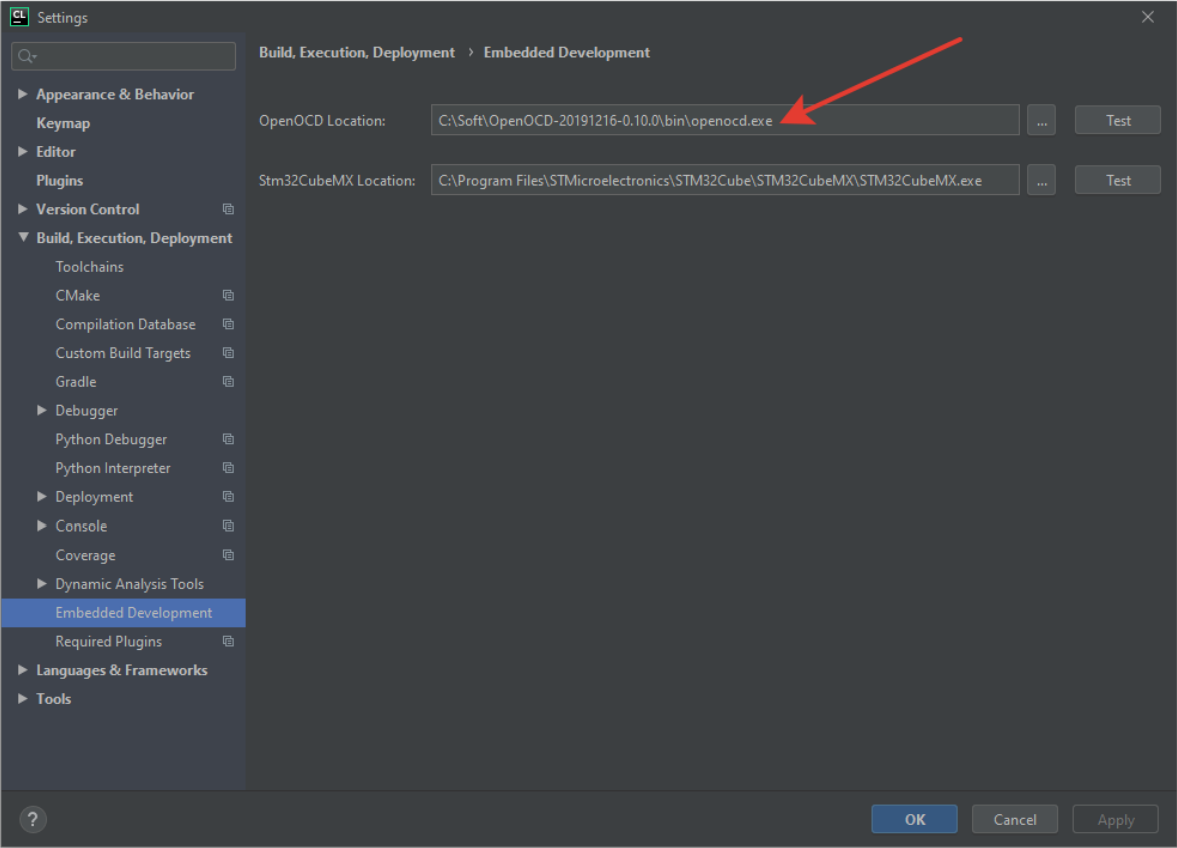 CL Settings
Build, Execution, Deployment › Embedded Development
Appearance & Behavior
Keymap
Editor
Plugins
Version Control
Build, Execution, Deployment
Toolchains
CMake
Compilation Database
Custom Build Targets
Gradle
Debugger
Python Debugger
Python Interpreter
Deployment
Console
Coverage
Dynamic Analysis Tools
Embedded Development
Required Plugins
Languages & Frameworks
Tools
OpenOCD Location: C:\Soft\OpenOCD-20191216-0.10.0\bin\openocd.exe ... Test
Stm32CubeMX Location: C:\Program Files\STMicroelectronics\STM32Cube\STM32CubeMX\STM32CubeMX.exe ... Test
? OK Cancel Apply